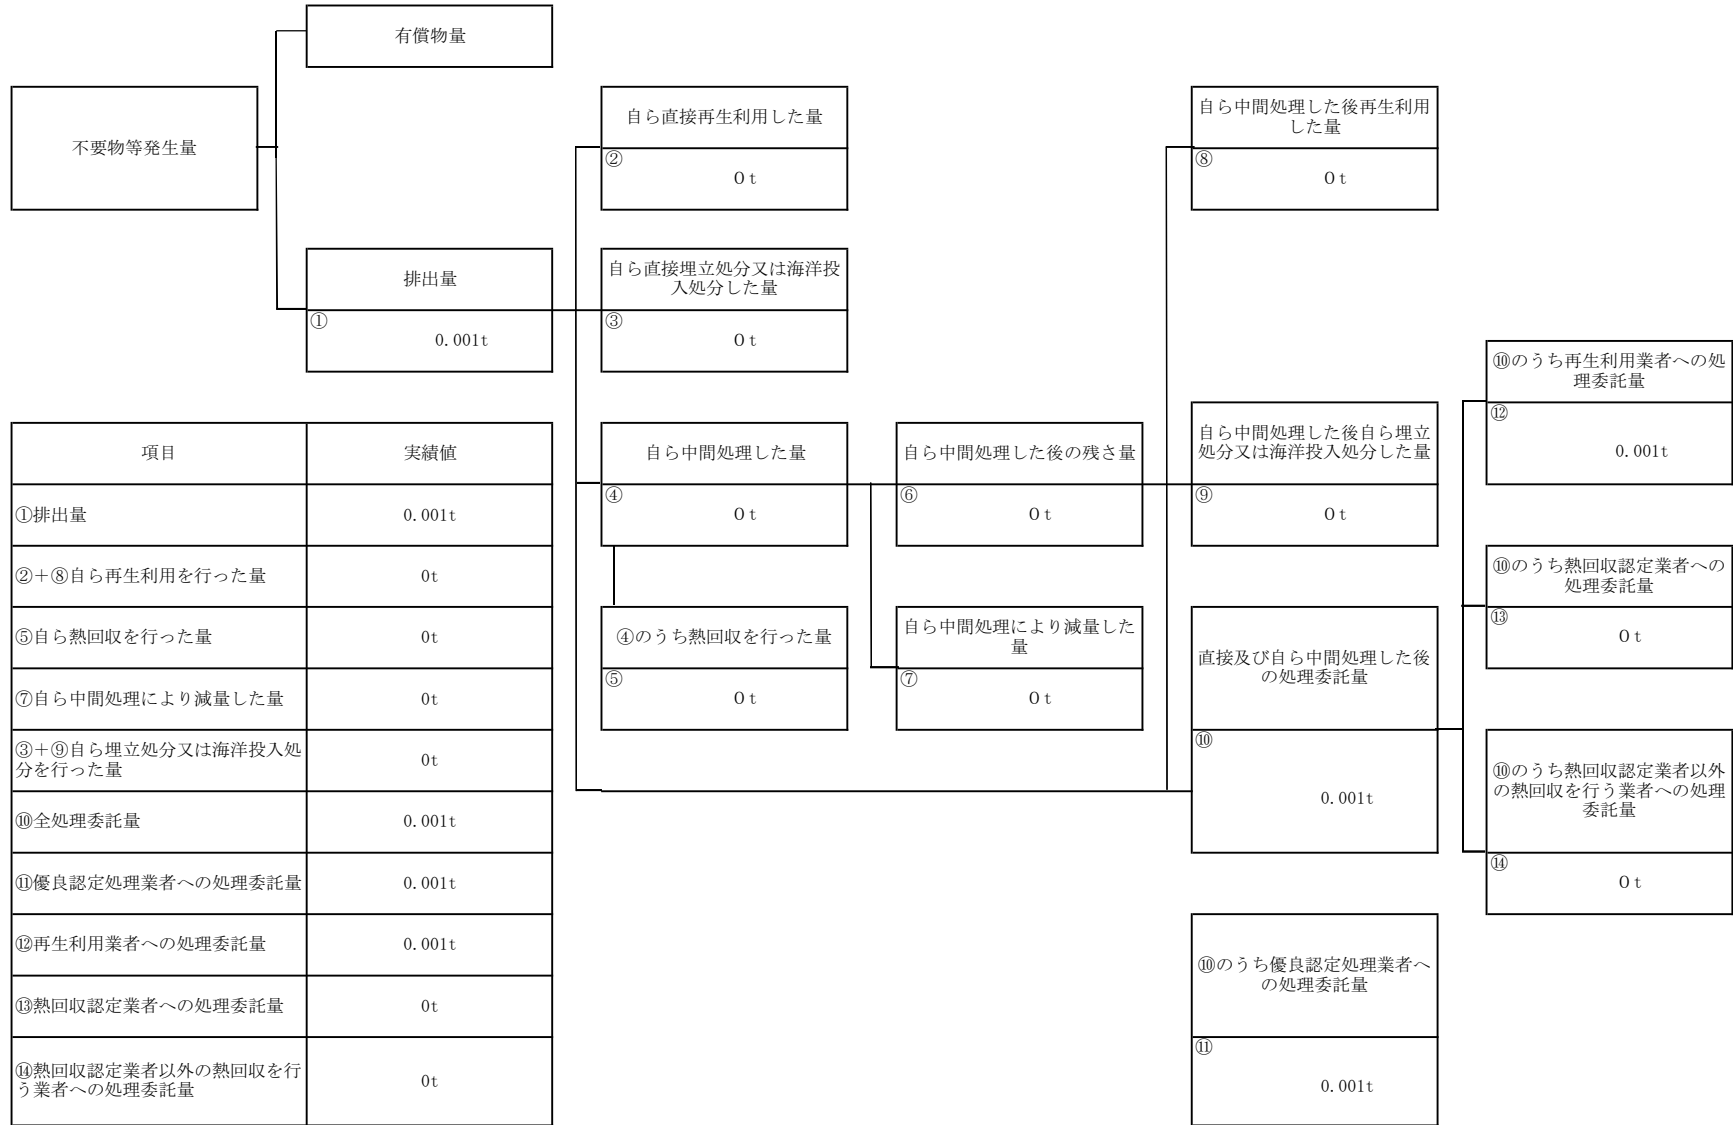 有償物量
不要物等発生量
自ら直接再生利用した量
②
0 t
自ら中間処理した後再生利用
した量
⑧
0 t
排出量
①
0.001t
自ら直接埋立処分又は海洋投
入処分した量
③
0 t
項目
実績値
①排出量
0.001t
②＋⑧自ら再生利用を行った量
0t
⑤自ら熱回収を行った量
0t
⑦自ら中間処理により減量した量
0t
③＋⑨自ら埋立処分又は海洋投入処
分を行った量
0t
⑩全処理委託量
0.001t
⑪優良認定処理業者への処理委託量
0.001t
⑫再生利用業者への処理委託量
0.001t
⑬熱回収認定業者への処理委託量
0t
⑭熱回収認定業者以外の熱回収を行
う業者への処理委託量
0t
自ら中間処理した量
④
0 t
④のうち熱回収を行った量
⑤
0 t
自ら中間処理した後の残さ量
⑥
0 t
自ら中間処理により減量した
量
⑦
0 t
自ら中間処理した後自ら埋立
処分又は海洋投入処分した量
⑨
0 t
直接及び自ら中間処理した後
の処理委託量
⑩
0.001t
⑩のうち優良認定処理業者へ
の処理委託量
⑪
0.001t
⑩のうち再生利用業者への処
理委託量
⑫
0.001t
⑩のうち熱回収認定業者への
処理委託量
⑬
0 t
⑩のうち熱回収認定業者以外
の熱回収を行う業者への処理
委託量
⑭
0 t